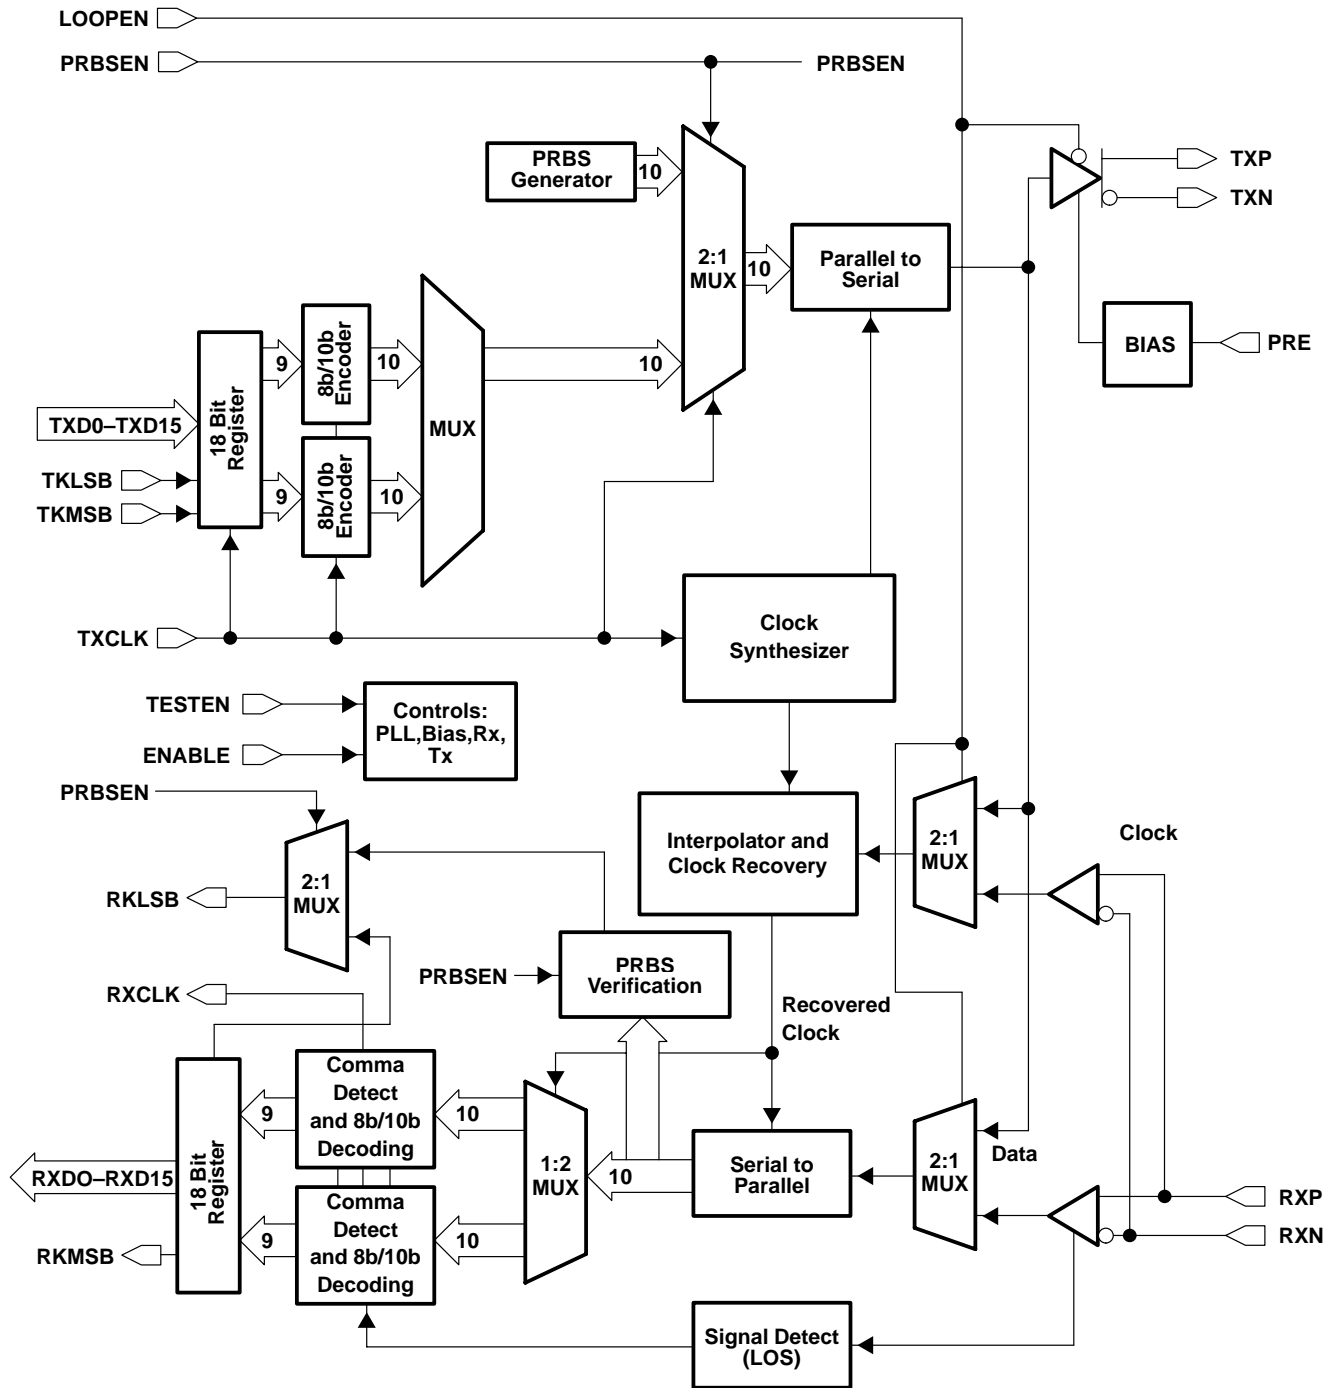 LOOPEN
PRBSEN
PRBSEN
PRBS
Generator
10
TXP
TXN
2:1
MUX
10
Parallel to
Serial
BIAS
PRE
8b/10b
Encoder
9
10
10
TXD0–TXD15
18 Bit
Register
MUX
TKLSB
TKMSB
9
8b/10b
Encoder
10
TXCLK
Clock
Synthesizer
TESTEN
ENABLE
Controls:
PLL,Bias,Rx,
Tx
PRBSEN
2:1
MUX
RKLSB
Interpolator and
Clock Recovery
2:1
MUX
Clock
PRBSEN
PRBS
Verification
RXCLK
Recovered
Clock
Comma
Detect
and 8b/10b
Decoding
9
10
RXDO–RXD15
18 Bit
Register
1:2
MUX
10
Serial to
Parallel
2:1
MUX
Data
RXP
RXN
RKMSB
9
Comma
Detect
and 8b/10b
Decoding
10
Signal Detect
(LOS)